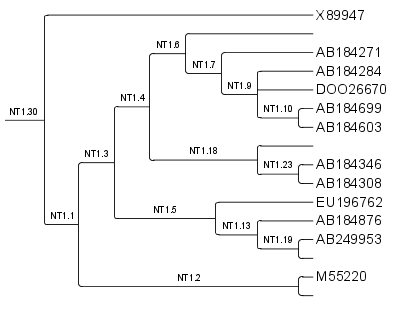 X89947
NT1.6
AB184271
NT1.7
AB184284
NT1.9
DOO26670
NT1.4
AB184699
NT1.10
NT1.30
AB184603
NT1.3
NT1.18
AB184346
NT1.23
AB184308
EU196762
NT1.5
NT1.1
AB184876
NT1.13
AB249953
NT1.19
M55220
NT1.2